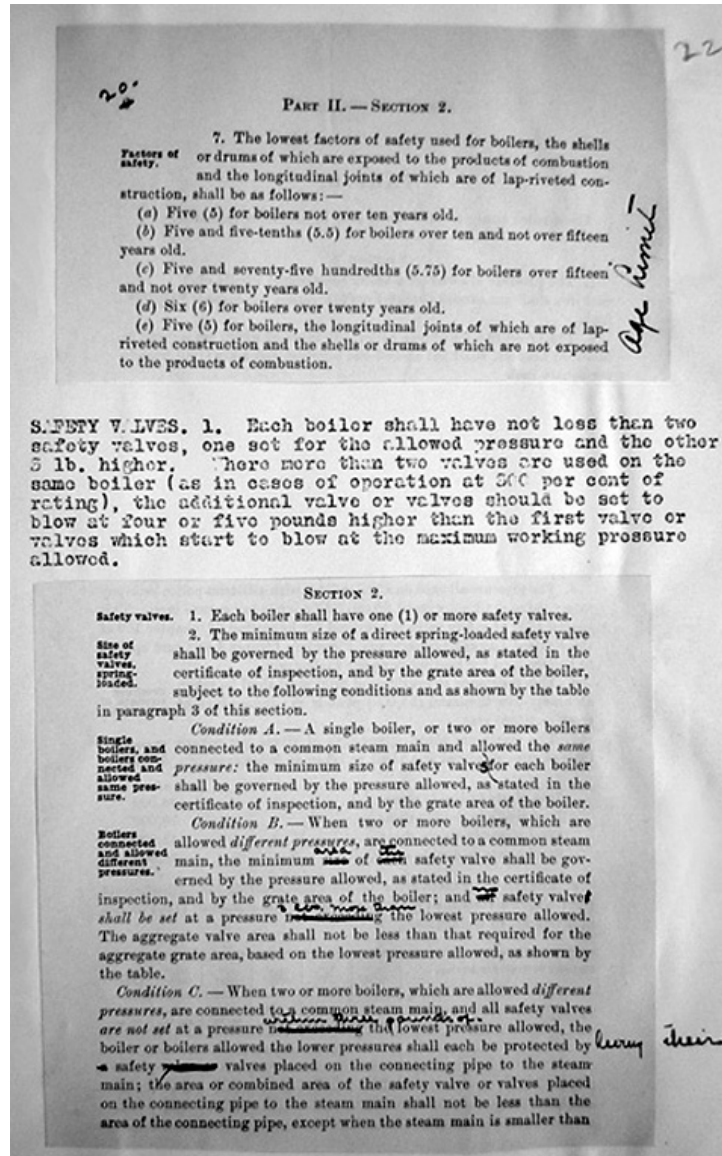 22
20.
PART II. — SECTION 2.
7. The lowest factors of safety used for boilers, the shells
Factors of safety.
or drums of which are exposed to the products of combustion
and the longitudinal joints of which are of lap-riveted con-
struction, shall be as follows: —
(a) Five (5) for boilers not over ten years old.
(b) Five and five-tenths (5.5) for boilers over ten and not over fifteen
years old.
(c) Five and seventy-five hundredths (5.75) for boilers over fifteen
and not over twenty years old.
(d) Six (6) for boilers over twenty years old.
(e) Five (5) for boilers, the longitudinal joints of which are of lap-
riveted construction and the shells or drums of which are not exposed
to the products of combustion.
Age Limit
SAFETY VALVES. 1. Each boiler shall have not less than two
safety valves, one set for the allowed pressure and the other
lb. higher. Where more than two valves are used on the
same boiler (as in cases of operation at per cent of
rating), the additional valve or valves should be set to
blow at four or five pounds higher than the first valve or
valves which start to blow at the maximum working pressure
allowed.
SECTION 2.
Safety valves. 1. Each boiler shall have one (1) or more safety valves.
2. The minimum size of a direct spring-loaded safety valve
Size of safety valves, spring-loaded.
shall be governed by the pressure allowed, as stated in the
certificate of inspection, and by the grate area of the boiler,
subject to the following conditions and as shown by the table
in paragraph 3 of this section.
Condition A. — A single boiler, or two or more boilers
Single boilers, and boilers connected and allowed same pressure.
connected to a common steam main and allowed the same
pressure: the minimum size of safety valves for each boiler
shall be governed by the pressure allowed, as stated in the
certificate of inspection, and by the grate area of the boiler.
Condition B. — When two or more boilers, which are
Boilers connected and allowed different pressures.
allowed different pressures, are connected to a common steam
area the
main, the minimum of safety valve shall be gov-
erned by the pressure allowed, as stated in the certificate of
inspection, and by the grate area of the boiler; and safety valve
lbs. more than
shall be set at a pressure not exceeding the lowest pressure allowed.
The aggregate valve area shall not be less than that required for the
aggregate grate area, based on the lowest pressure allowed, as shown by
the table.
Condition C. — When two or more boilers, which are allowed different
pressures, are connected to a common steam main, and all safety valves
within three pounds of
are not set at a pressure not exceeding the lowest pressure allowed, the
boiler or boilers allowed the lower pressures shall each be protected by
a safety valves placed on the connecting pipe to the steam
their
main; the area or combined area of the safety valve or valves placed
on the connecting pipe to the steam main shall not be less than the
area of the connecting pipe, except when the steam main is smaller than